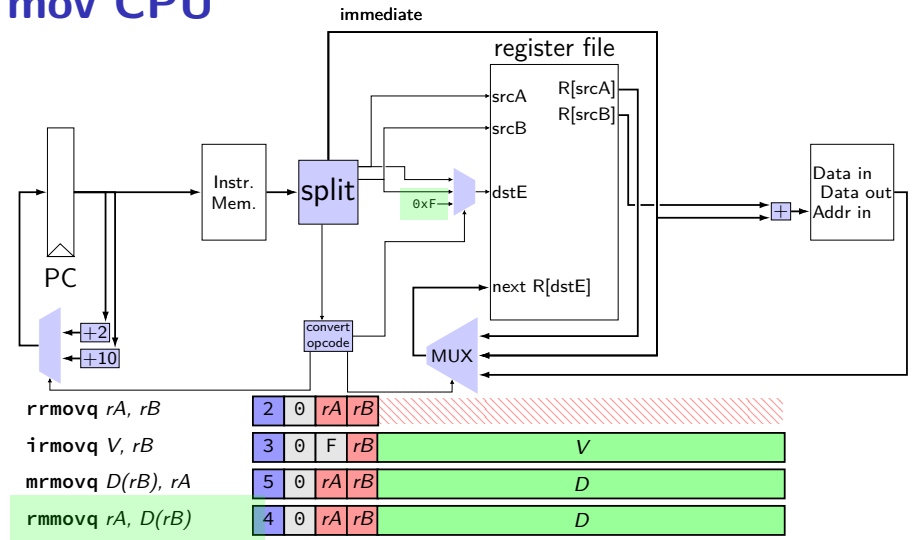 mov CPU
immediate
register file
srcA
R[srcA]
R[srcB]
srcB
Instr.
Mem.
split
dstE
0xF
Data in
Data out
Addr in
+
PC
next R[dstE]
+2
+10
convert
opcode
MUX
rrmovq rA, rB 2 0 rA rB
irmovq V, rB 3 0 F rB V
mrmovq D(rB), rA 5 0 rA rB D
rmmovq rA, D(rB) 4 0 rA rB D